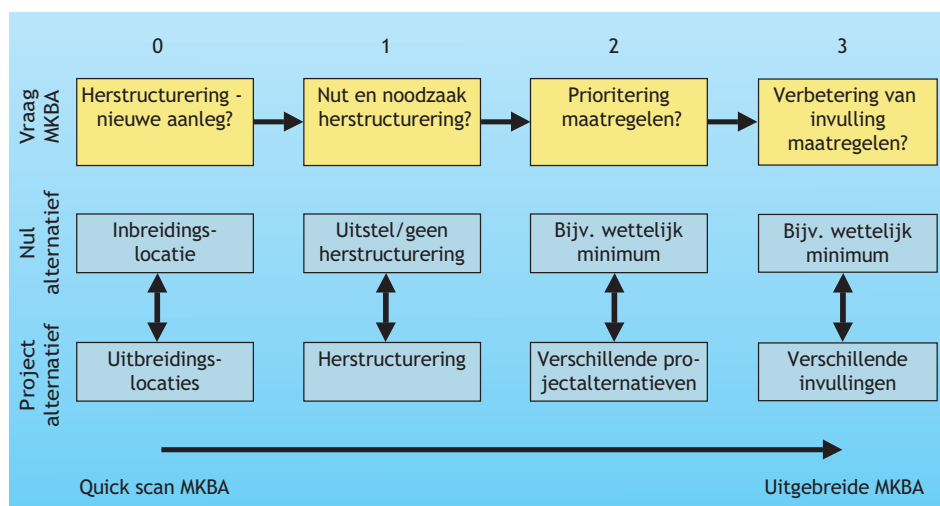 0
1
2
3
Vraag
MKBA
Herstructurering -
nieuwe aanleg?
Nut en noodzaak
herstructurering?
Prioritering
maatregelen?
Verbetering van
invulling
maatregelen?
Nul
alternatief
Inbreidings-
locatie
Uitstel/geen
herstructurering
Bijv. wettelijk
minimum
Bijv. wettelijk
minimum
Project
alternatief
Uitbreidings-
locaties
Herstructurering
Verschillende pro-
jectalternatieven
Verschillende
invullingen
Quick scan MKBA
Uitgebreide MKBA